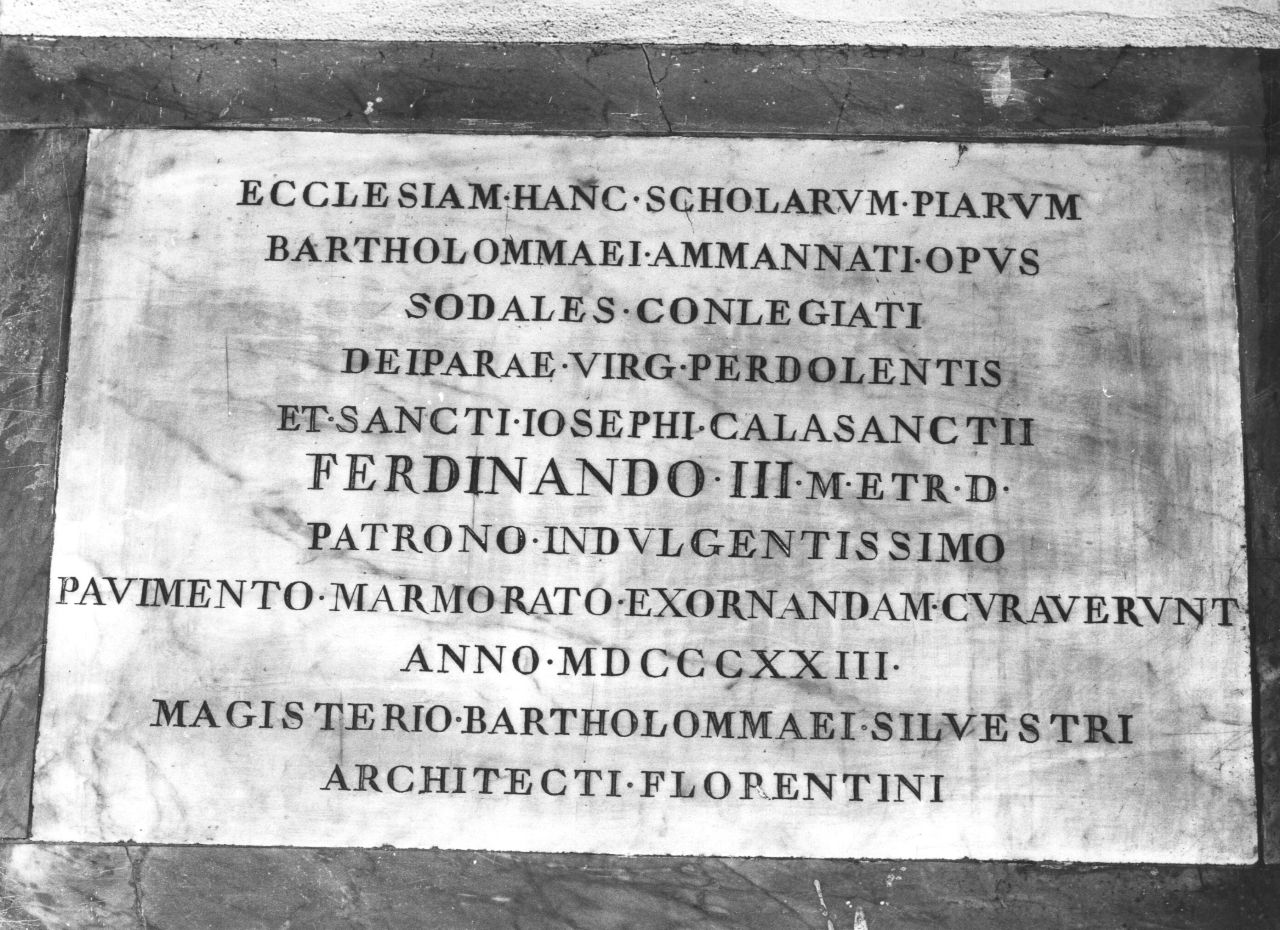 ECCLESIAM·HANC·SCHOLARVM·PIARVM
BARTHOLOMMAEI·AMMANNATI·OPVS
SODALES·CONLEGIATI
DEIPARAE·VIRG·PERDOLENTIS
ET·SANCTI·IOSEPHI·CALASANCTII
FERDINANDO·III·M·ETR·D·
PATRONO·INDVLGENTISSIMO
PAVIMENTO·MARMORATO·EXORNANDAM·CVRAVERVNT
ANNO·MDCCCXXIII·
MAGISTERIO·BARTHOLOMMAEI·SILVESTRI
ARCHITECTI·FLORENTINI